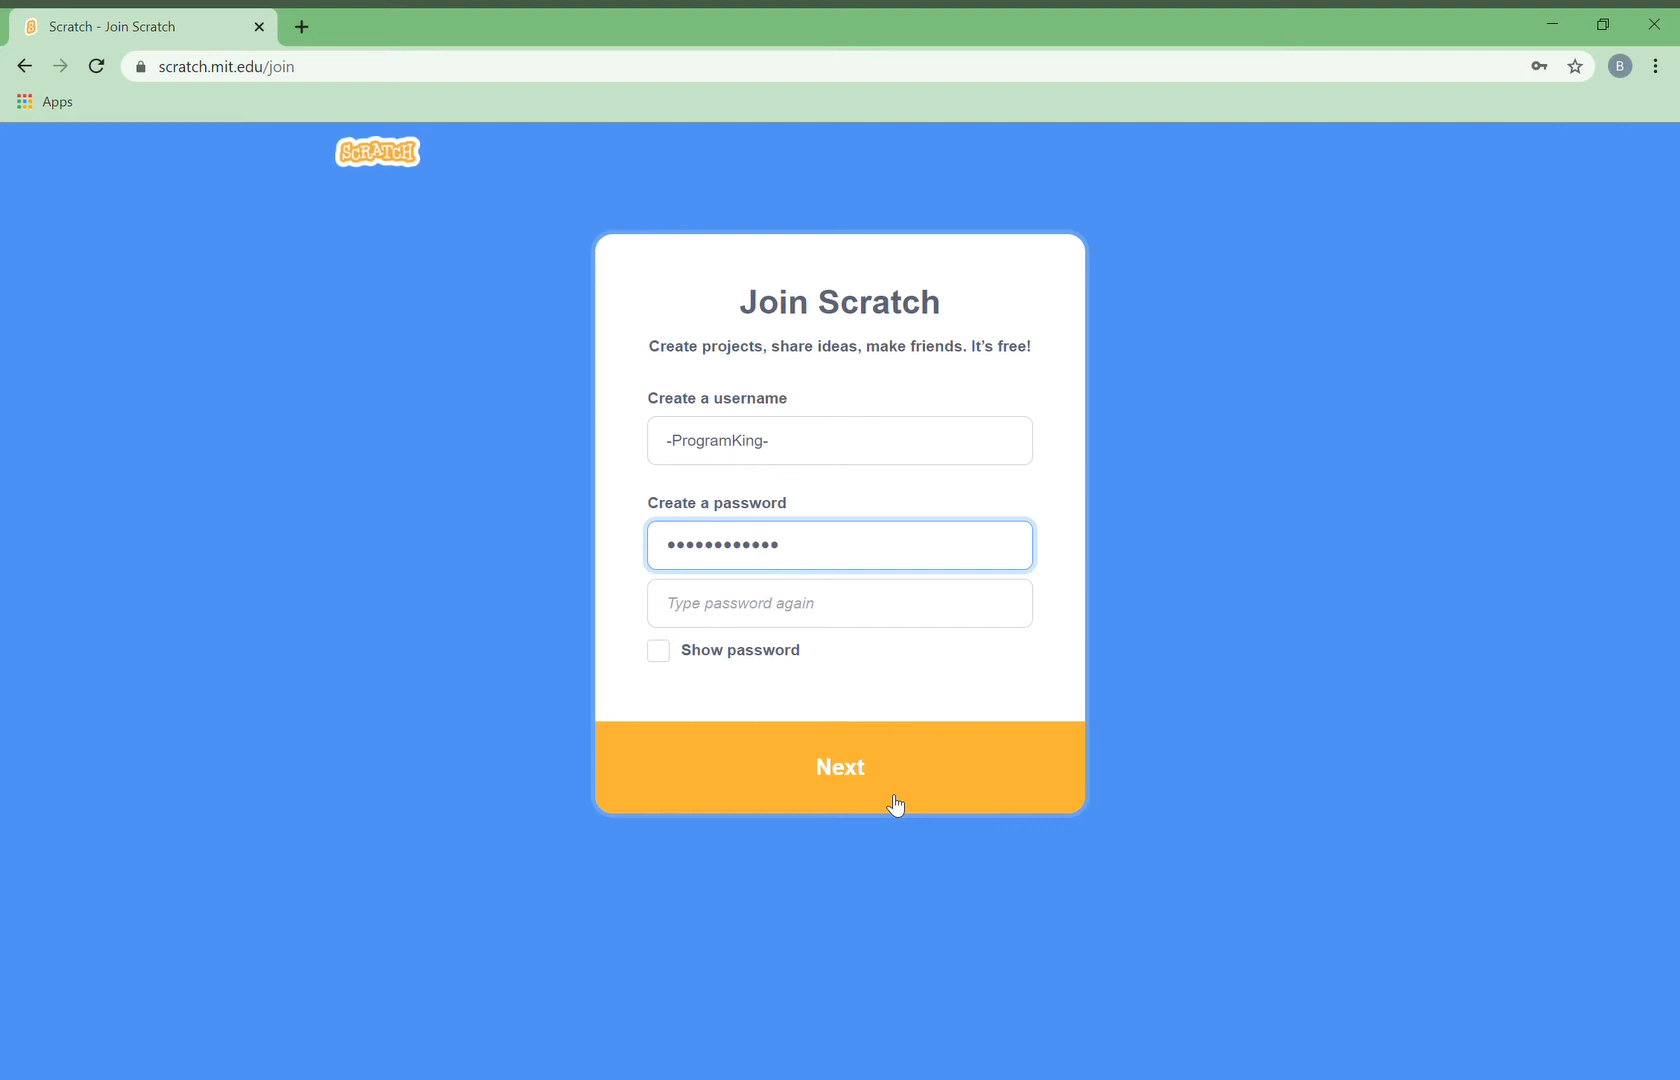 Scratch - Join Scratch
scratch.mit.edu/join
B
Apps
SCRATCH
Join Scratch
Create projects, share ideas, make friends. It’s free!
Create a username
-ProgramKing-
Create a password
••••••••••••
Type password again
Show password
Next